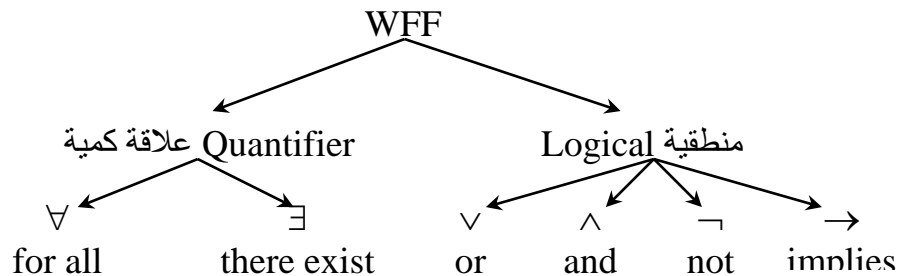 WFF
علاقة كمية Quantifier Logical منطقية
∀ ∃ ∨ ∧ ¬ →
for all there exist or and not implies